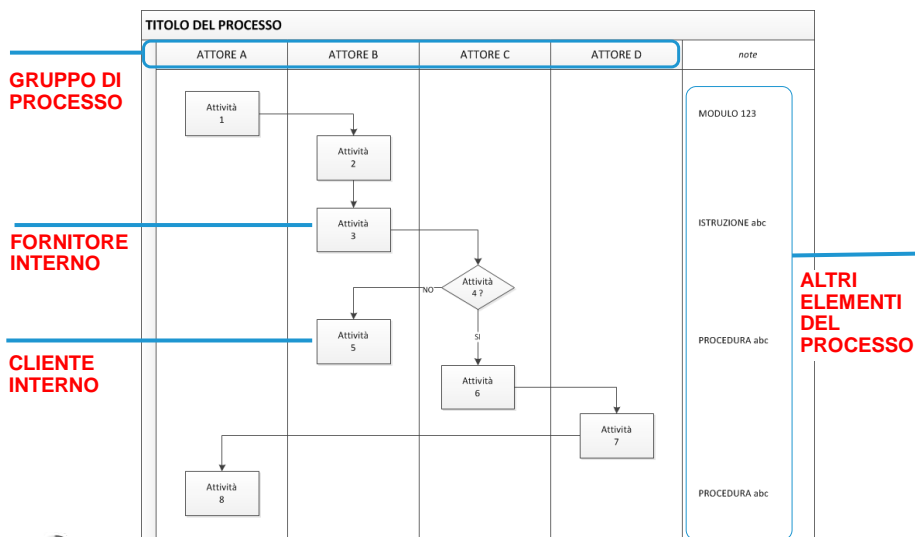 TITOLO DEL PROCESSO
ATTORE A
ATTORE B
ATTORE C
ATTORE D
note
GRUPPO DI
PROCESSO
Attività
1
MODULO 123
Attività
2
Attività
3
ISTRUZIONE abc
FORNITORE
INTERNO
Attività
4 ?
NO
ALTRI
ELEMENTI
DEL
PROCESSO
Attività
5
SI
PROCEDURA abc
CLIENTE
INTERNO
Attività
6
Attività
7
Attività
8
PROCEDURA abc